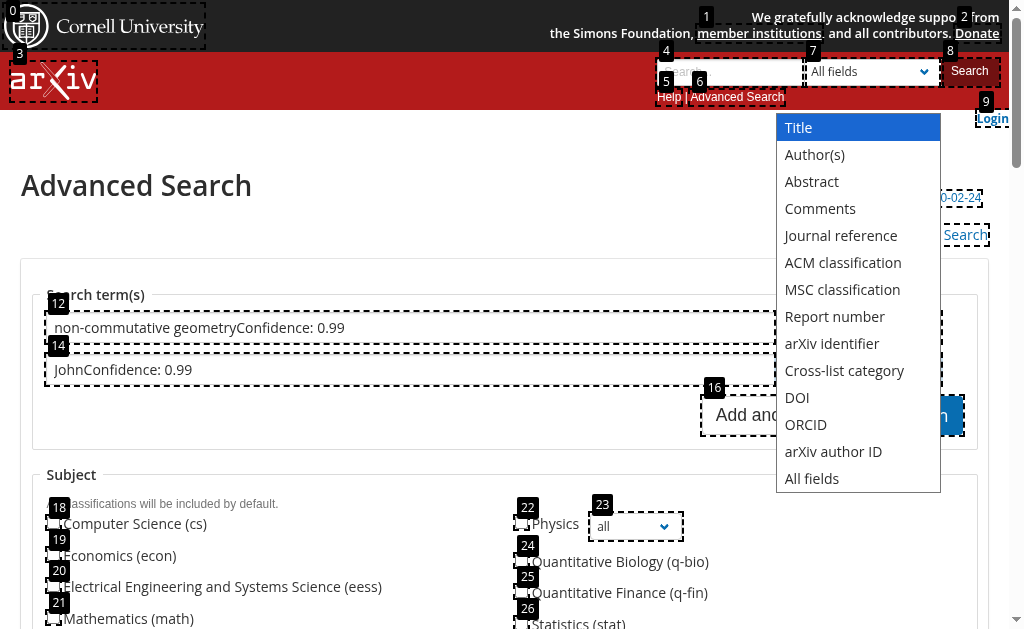 0
Cornell University
1
2
We gratefully acknowledge support from
the Simons Foundation, member institutions, and all contributors. Donate
3
arXiv
4
7
8
Search...
All fields
Search
5
6
Help | Advanced Search
9
Login
Title
Author(s)
Abstract
Comments
Journal reference
ACM classification
MSC classification
Report number
arXiv identifier
Cross-list category
DOI
ORCID
arXiv author ID
All fields
Advanced Search
0-02-24
Search
Search term(s)
12
non-commutative geometryConfidence: 0.99
14
JohnConfidence: 0.99
16
Add
Subject
classifications will be included by default.
18
Computer Science (cs)
19
Economics (econ)
20
Electrical Engineering and Systems Science (eess)
21
Mathematics (math)
22
23
Physics
all
24
Quantitative Biology (q-bio)
25
Quantitative Finance (q-fin)
26
Statistics (stat)